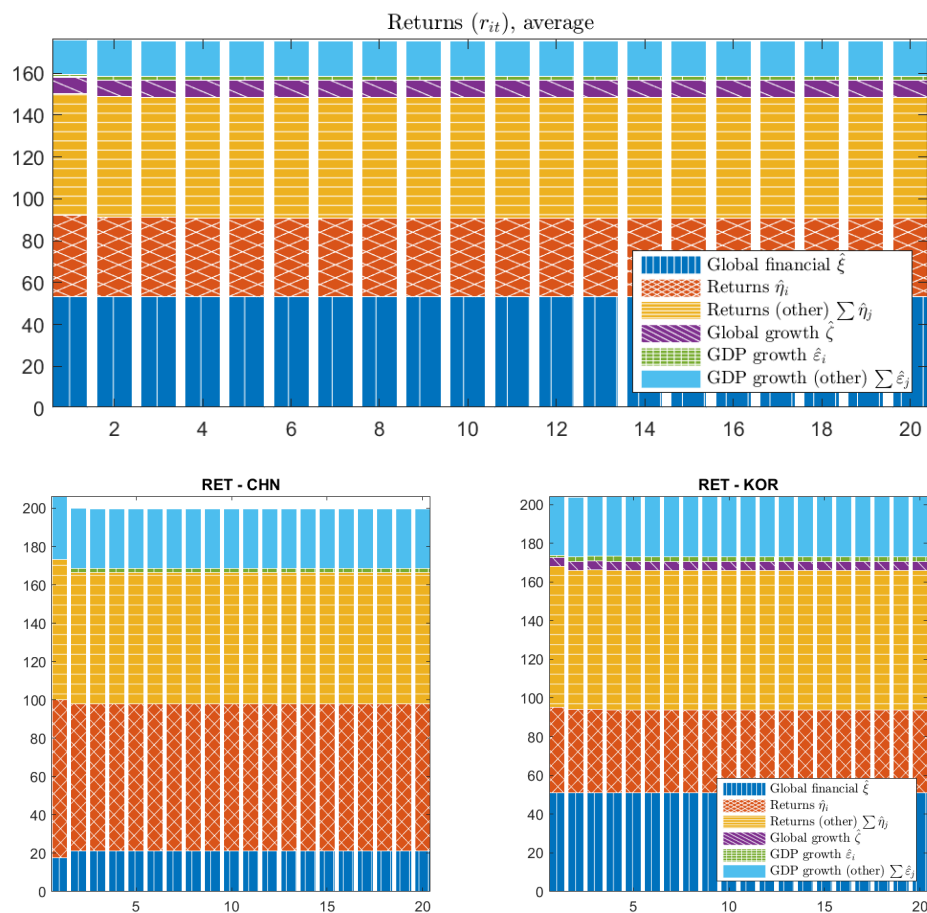 Returns (r_{it}), average
160
140
120
100
80
60
40
20
0
Global financial ξ̂
Returns η̂_i
Returns (other) ∑ η̂_j
Global growth ζ̂
GDP growth ε̂_i
GDP growth (other) ∑ ε̂_j
2 4 6 8 10 12 14 16 18 20
RET - CHN
200
180
160
140
120
100
80
60
40
20
0
5 10 15 20
RET - KOR
200
180
160
140
120
100
80
60
40
20
0
Global financial ξ̂
Returns η̂_i
Returns (other) ∑ η̂_j
Global growth ζ̂
GDP growth ε̂_i
GDP growth (other) ∑ ε̂_j
5 10 15 20